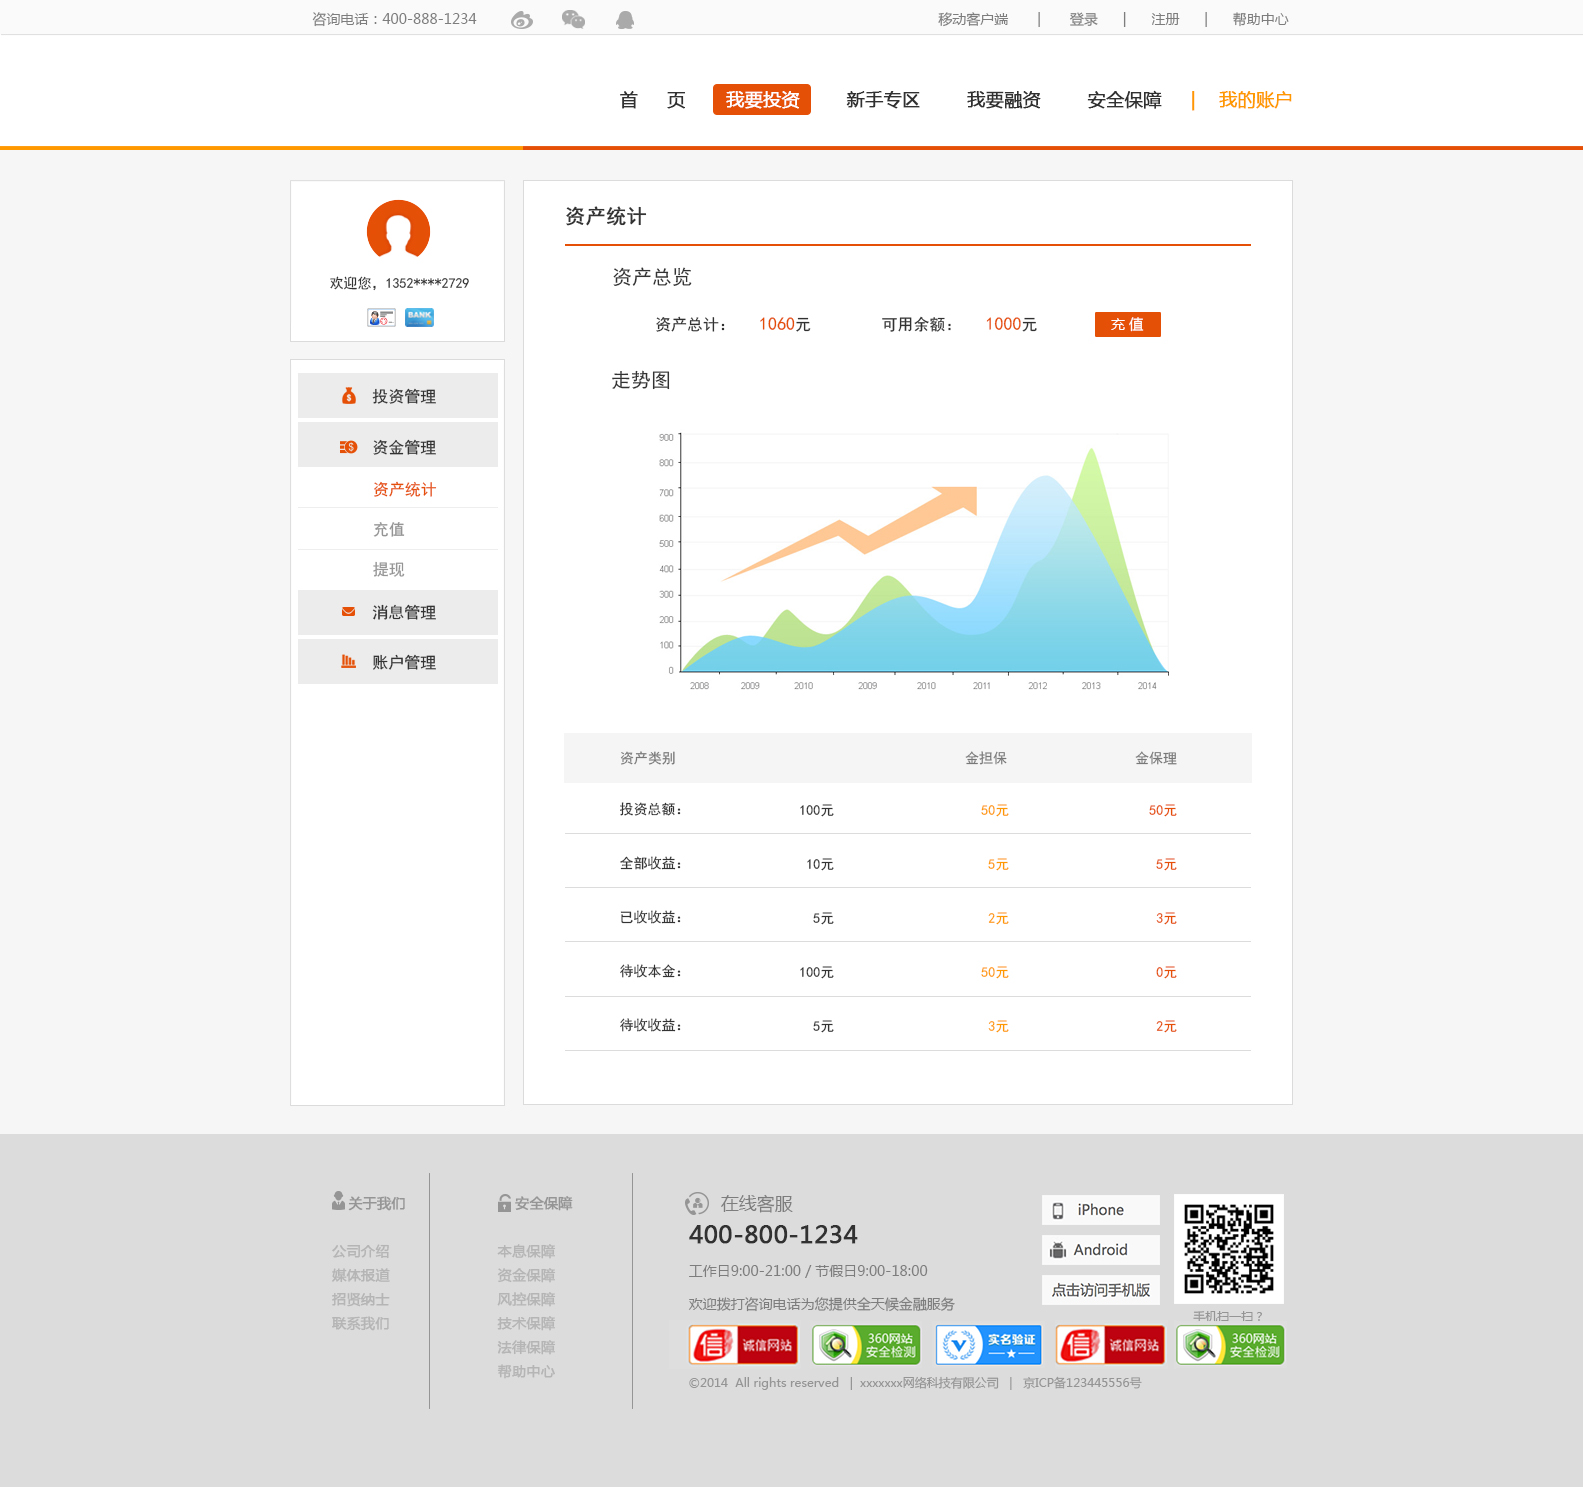 咨询电话：400-888-1234
移动客户端 | 登录 | 注册 | 帮助中心
首 页 我要投资 新手专区 我要融资 安全保障 | 我的账户
欢迎您，1352****2729
BANK
投资管理
资金管理
资产统计
充值
提现
消息管理
账户管理
资产统计
资产总览
资产总计： 1060元 可用余额： 1000元 充值
走势图
900
800
700
600
500
400
300
200
100
0
2008 2009 2010 2009 2010 2011 2012 2013 2014
资产类别 金担保 金保理
投资总额： 100元 50元 50元
全部收益： 10元 5元 5元
已收收益： 5元 2元 3元
待收本金： 100元 50元 0元
待收收益： 5元 3元 2元
关于我们
公司介绍
媒体报道
招贤纳士
联系我们
安全保障
本息保障
资金保障
风控保障
技术保障
法律保障
帮助中心
在线客服
400-800-1234
工作日9:00-21:00 / 节假日9:00-18:00
欢迎拨打咨询电话为您提供全天候金融服务
iPhone
Android
点击访问手机版
手机扫一扫？
信 诚信网站
360网站
安全检测
实名验证
信 诚信网站
360网站
安全检测
©2014 All rights reserved | xxxxxxx网络科技有限公司 | 京ICP备123445556号